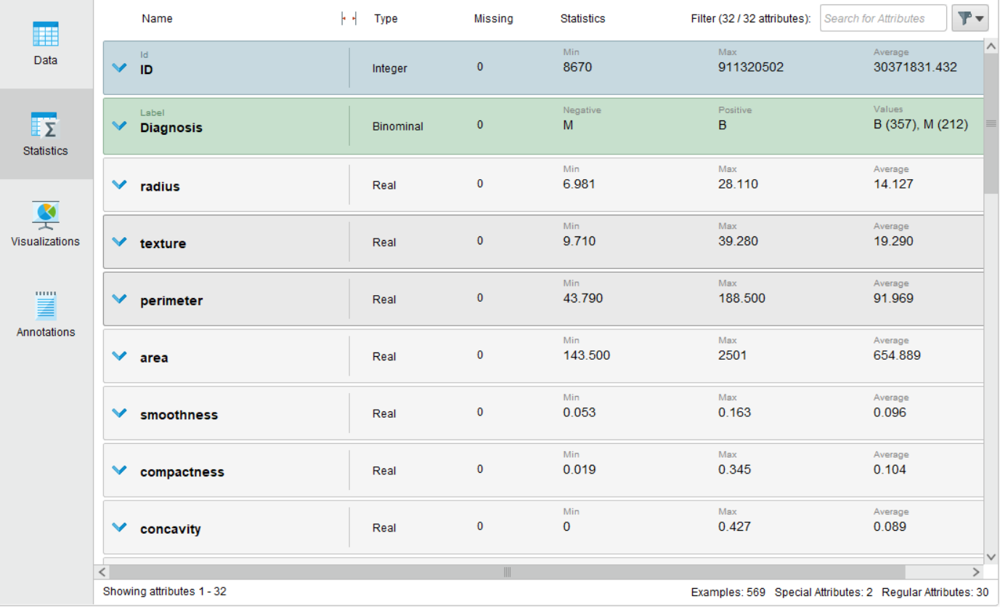 Name Type Missing Statistics Filter (32 / 32 attributes): Search for Attributes
Data
Statistics
Visualizations
Annotations
Id Min Max Average
ID Integer 0 8670 911320502 30371831.432
Label Negative Positive Values
Diagnosis Binominal 0 M B B (357), M (212)
Min Max Average
radius Real 0 6.981 28.110 14.127
Min Max Average
texture Real 0 9.710 39.280 19.290
Min Max Average
perimeter Real 0 43.790 188.500 91.969
Min Max Average
area Real 0 143.500 2501 654.889
Min Max Average
smoothness Real 0 0.053 0.163 0.096
Min Max Average
compactness Real 0 0.019 0.345 0.104
Min Max Average
concavity Real 0 0 0.427 0.089
Showing attributes 1 - 32 Examples: 569 Special Attributes: 2 Regular Attributes: 30